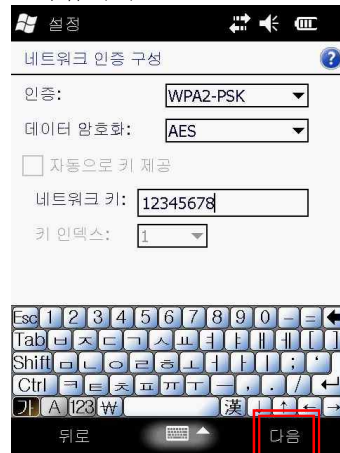 설정
네트워크 인증 구성
인증: WPA2-PSK
데이터 암호화: AES
자동으로 키 제공
네트워크 키: 12345678
키 인덱스: 1
Esc 1 2 3 4 5 6 7 8 9 0 - =
Tab ㅂ ㅈ ㄷ ㄱ ㅅ ㅛ ㅕ ㅑ ㅐ ㅔ [ ]
Shift ㅁ ㄴ ㅇ ㄹ ㅎ ㅗ ㅓ ㅏ ㅣ ; '
Ctrl ㅋ ㅌ ㅊ ㅍ ㅠ ㅜ ㅡ , . /
가 A 123 ₩ 漢 ↓ ↑ ← →
뒤로 다음